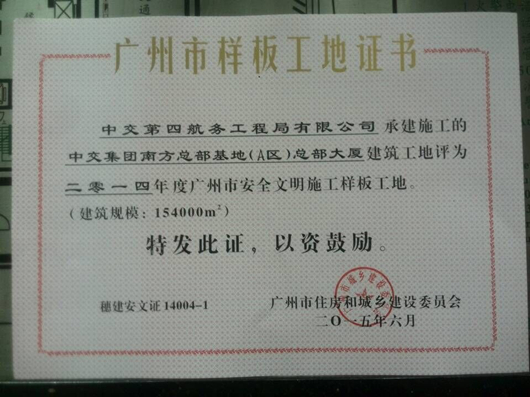 广州市样板工地证书
中交第四航务工程局有限公司承建施工的
中交集团南方总部基地(A区)总部大厦建筑工地评为
二零一四年度广州市安全文明施工样板工地。
(建筑规模：154000m²)
特发此证，以资鼓励。
穗建安文证14004-1
广州市住房和城乡建设委员会
二〇一五年六月